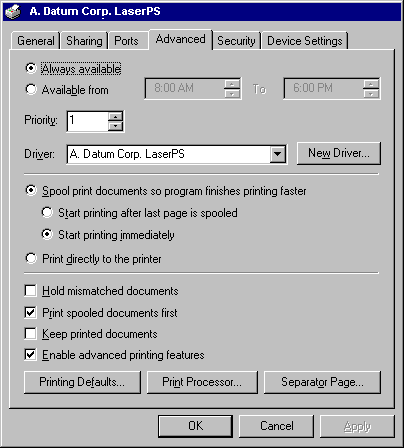 A. Datum Corp. LaserPS
General Sharing Ports Advanced Security Device Settings
Always available
Available from 8:00 AM To 6:00 PM
Priority: 1
Driver: A. Datum Corp. LaserPS New Driver...
Spool print documents so program finishes printing faster
Start printing after last page is spooled
Start printing immediately
Print directly to the printer
Hold mismatched documents
Print spooled documents first
Keep printed documents
Enable advanced printing features
Printing Defaults... Print Processor... Separator Page...
OK Cancel Apply